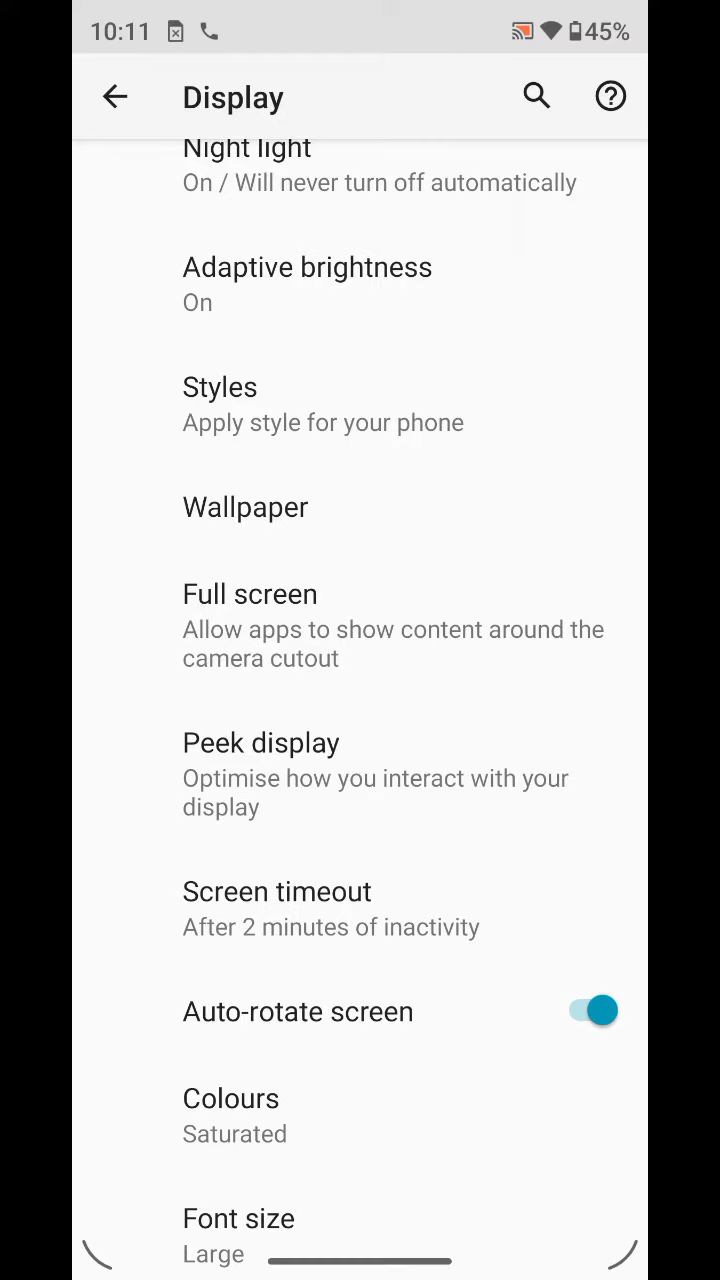 10:11
45%
Display
Night light
On / Will never turn off automatically
Adaptive brightness
On
Styles
Apply style for your phone
Wallpaper
Full screen
Allow apps to show content around the
camera cutout
Peek display
Optimise how you interact with your
display
Screen timeout
After 2 minutes of inactivity
Auto-rotate screen
Colours
Saturated
Font size
Large